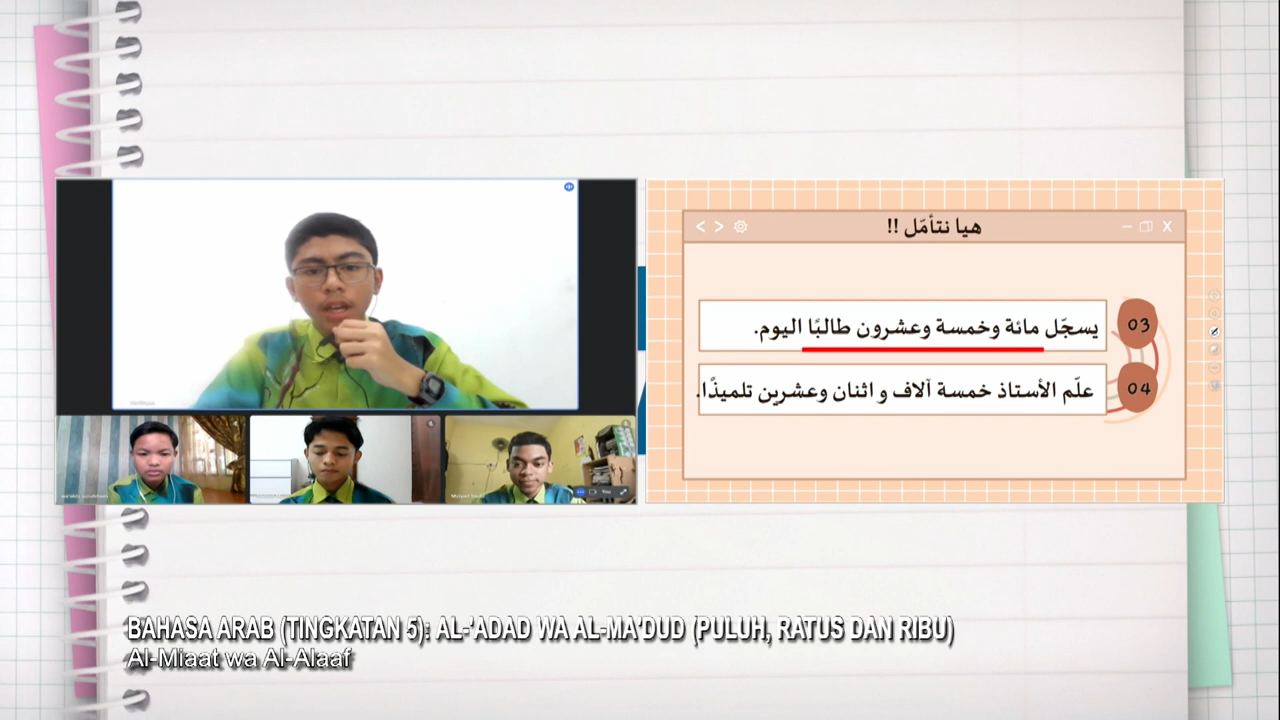 هيا نتأمّل !!
03
يسجّل مائة وخمسة وعشرون طالبًا اليوم.
04
علّم الأستاذ خمسة آلاف و اثنان وعشرين تلميذًا.
BAHASA ARAB (TINGKATAN 5): AL-'ADAD WA AL-MA'DUD (PULUH, RATUS DAN RIBU)
Al-Miaat wa Al-Alaaf